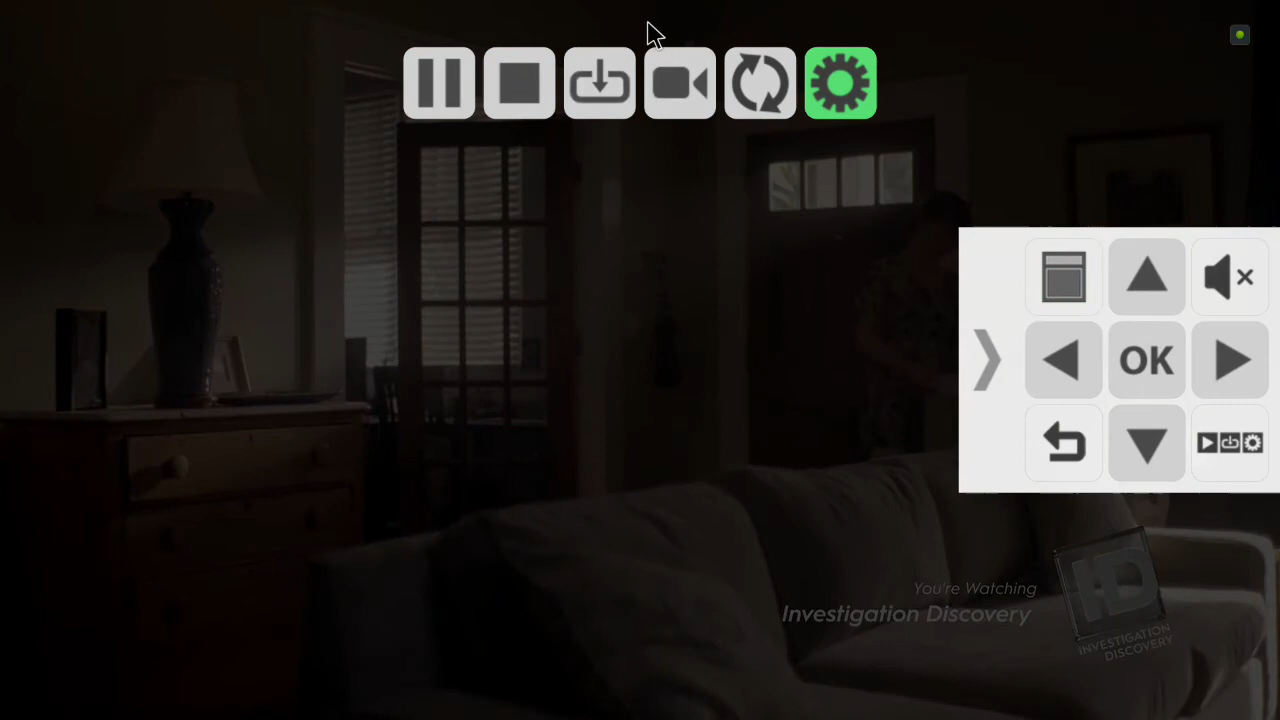 OK
You're Watching
Investigation Discovery
ID
INVESTIGATION
DISCOVERY